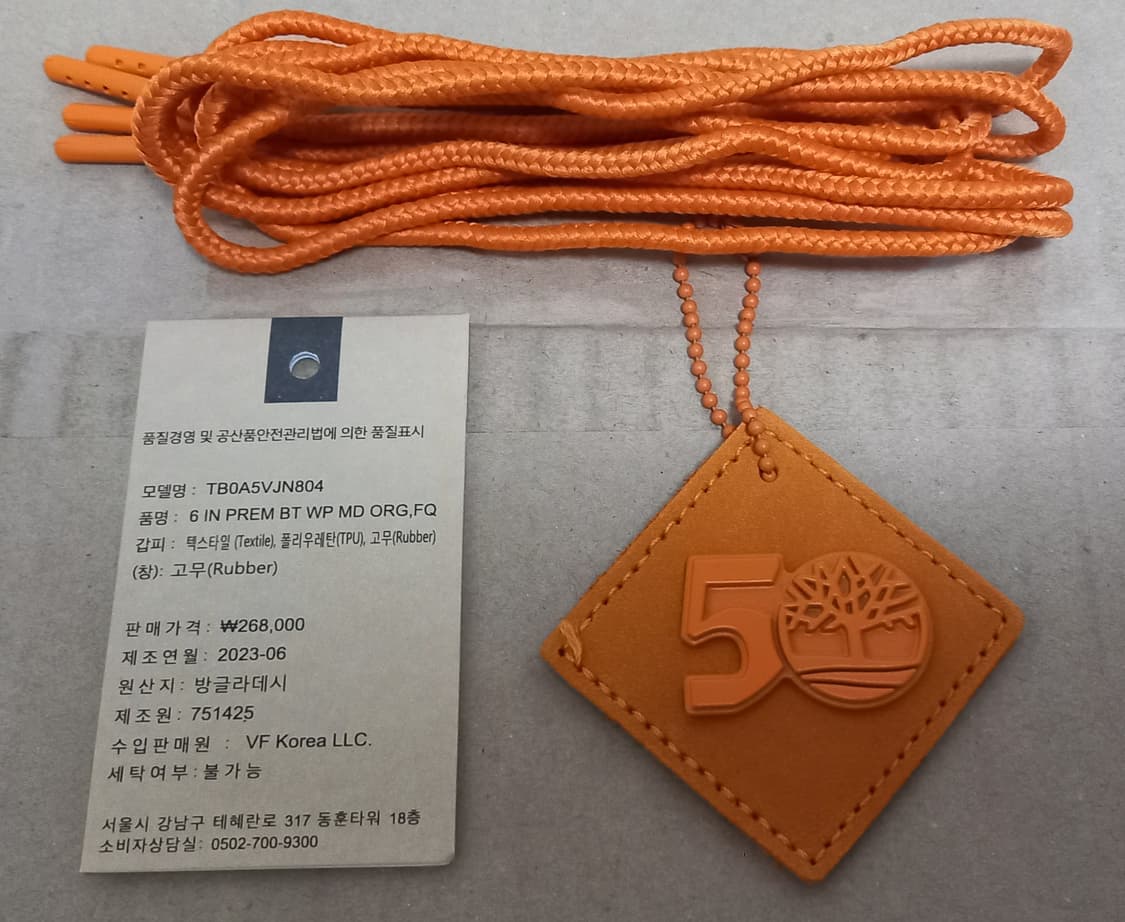 품질경영 및 공산품안전관리법에 의한 품질표시
모델명 : TB0A5VJN804
품명 : 6 IN PREM BT WP MD ORG,FQ
갑피 : 텍스타일 (Textile), 폴리우레탄(TPU), 고무(Rubber)
(창): 고무(Rubber)
판매가격 : ₩268,000
제조연월 : 2023-06
원산지 : 방글라데시
제조원 : 751425
수입판매원 : VF Korea LLC.
세탁여부 : 불가능
서울시 강남구 테헤란로 317 동훈타워 18층
소비자상담실: 0502-700-9300
50